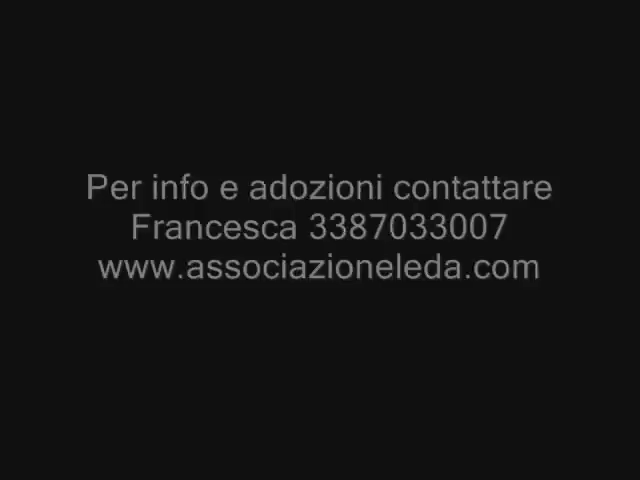 Per info e adozioni contattare
Francesca 3387033007
www.associazioneleda.com